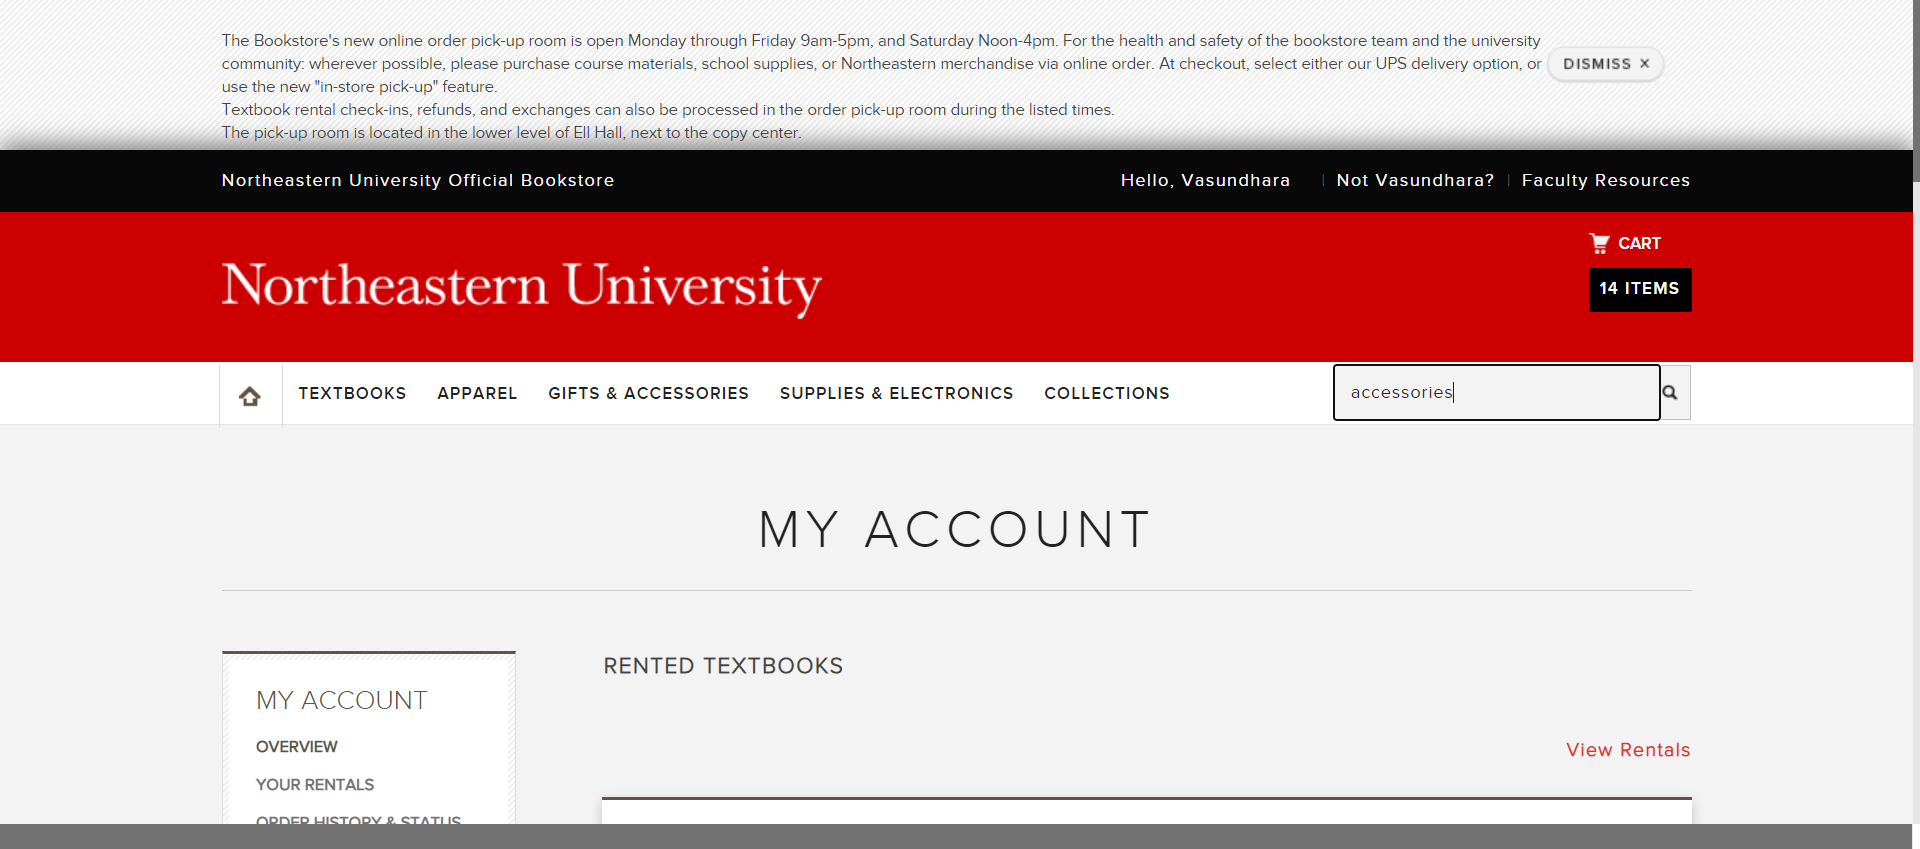 The Bookstore's new online order pick-up room is open Monday through Friday 9am-5pm, and Saturday Noon-4pm. For the health and safety of the bookstore team and the university
community: wherever possible, please purchase course materials, school supplies, or Northeastern merchandise via online order. At checkout, select either our UPS delivery option, or
use the new "in-store pick-up" feature.
Textbook rental check-ins, refunds, and exchanges can also be processed in the order pick-up room during the listed times.
The pick-up room is located in the lower level of Ell Hall, next to the copy center.
DISMISS ×
Northeastern University Official Bookstore
Hello, Vasundhara | Not Vasundhara? | Faculty Resources
CART
14 ITEMS
Northeastern University
TEXTBOOKS APPAREL GIFTS & ACCESSORIES SUPPLIES & ELECTRONICS COLLECTIONS
accessories
MY ACCOUNT
MY ACCOUNT
OVERVIEW
YOUR RENTALS
ORDER HISTORY & STATUS
RENTED TEXTBOOKS
View Rentals